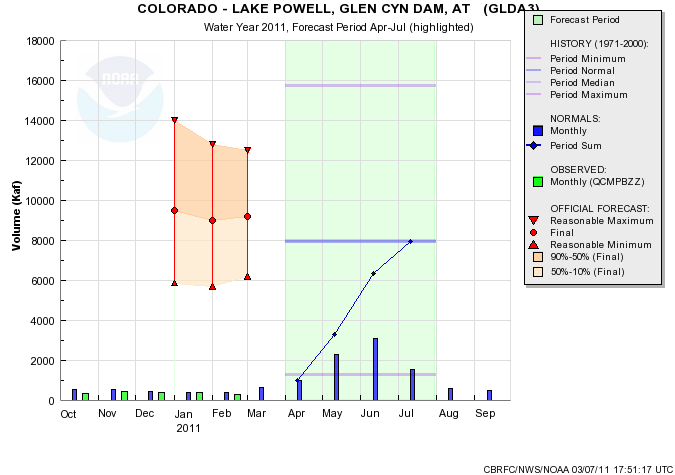 COLORADO - LAKE POWELL, GLEN CYN DAM, AT (GLDA3)
Water Year 2011, Forecast Period Apr-Jul (highlighted)
Volume (Kaf)
18000
16000
14000
12000
10000
8000
6000
4000
2000
0
NOAA
Oct Nov Dec Jan Feb Mar Apr May Jun Jul Aug Sep
2011
Forecast Period
HISTORY (1971-2000):
Period Minimum
Period Normal
Period Median
Period Maximum
NORMALS:
Monthly
Period Sum
OBSERVED:
Monthly (QCMPBZZ)
OFFICIAL FORECAST:
Reasonable Maximum
Final
Reasonable Minimum
90%-50% (Final)
50%-10% (Final)
CBRFC/NWS/NOAA 03/07/11 17:51:17 UTC